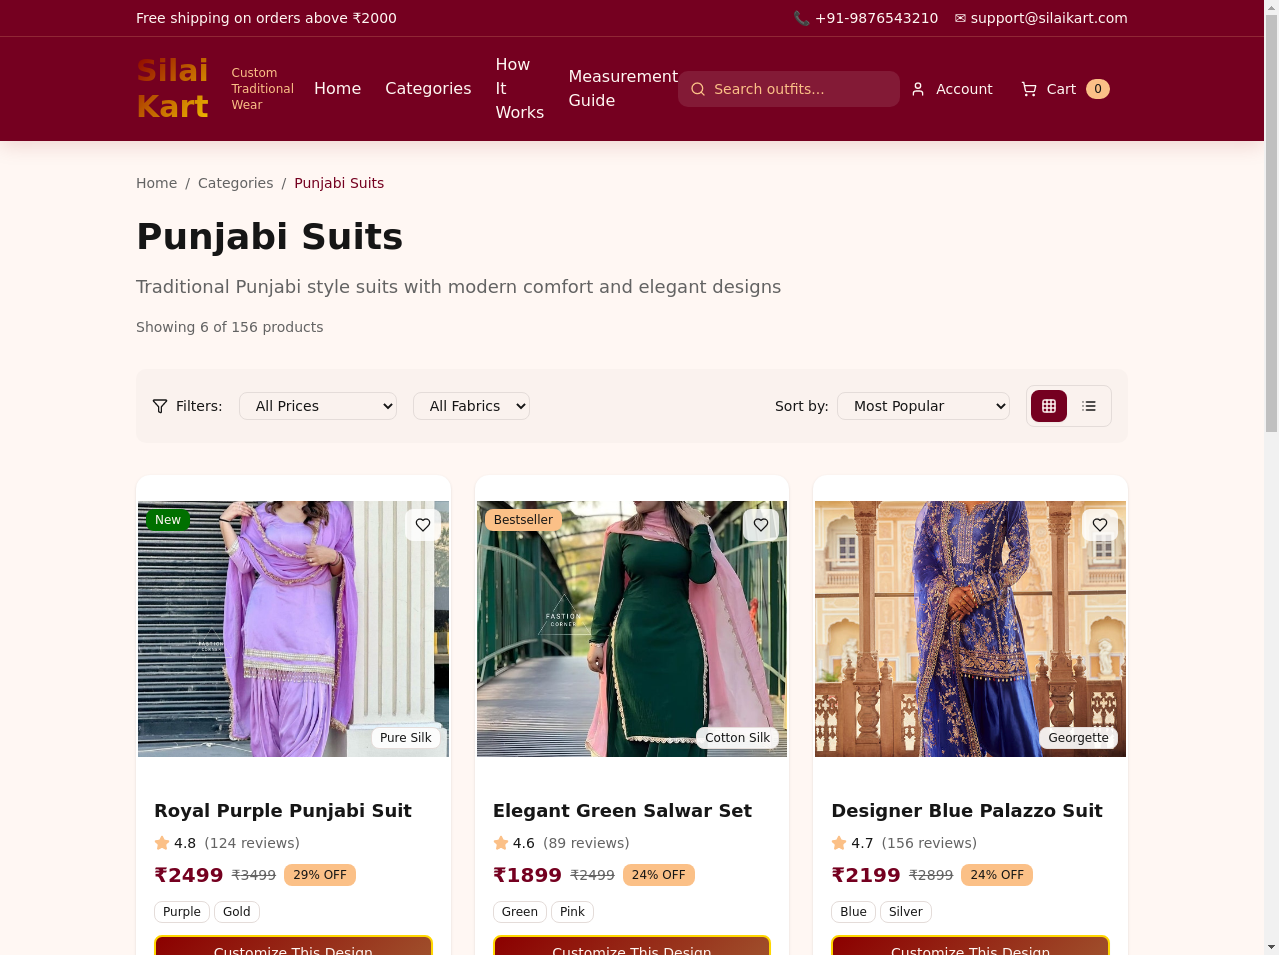 Free shipping on orders above ₹2000
📞 +91-9876543210 ✉ support@silaikart.com
Silai Kart
Custom Traditional Wear
Home
Categories
How It Works
Measurement Guide
Search outfits...
Account
Cart 0
Home / Categories / Punjabi Suits
Punjabi Suits
Traditional Punjabi style suits with modern comfort and elegant designs
Showing 6 of 156 products
Filters: All Prices All Fabrics
Sort by: Most Popular
New
FASTION
CORNER
Pure Silk
Bestseller
FASTION
CORNER
Cotton Silk
Georgette
Royal Purple Punjabi Suit
4.8 (124 reviews)
₹2499 ₹3499 29% OFF
Purple Gold
Customize This Design
Elegant Green Salwar Set
4.6 (89 reviews)
₹1899 ₹2499 24% OFF
Green Pink
Customize This Design
Designer Blue Palazzo Suit
4.7 (156 reviews)
₹2199 ₹2899 24% OFF
Blue Silver
Customize This Design